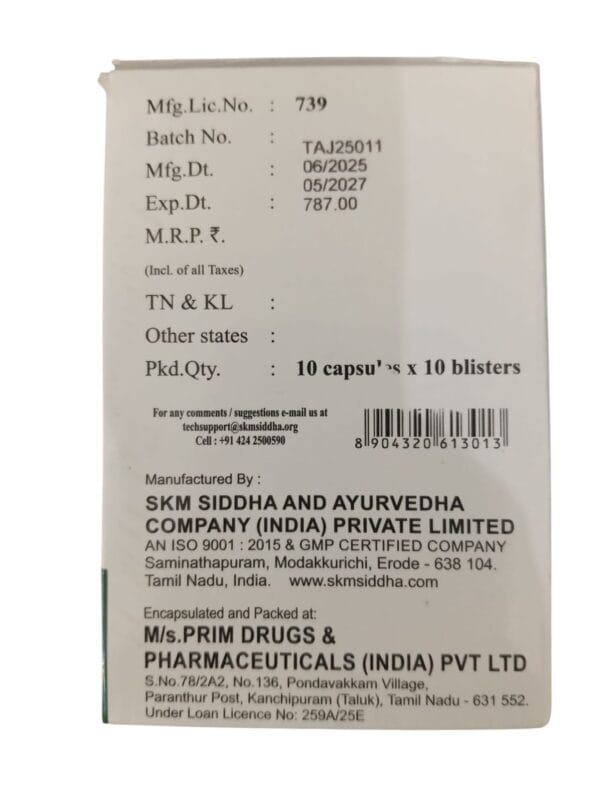 Mfg.Lic.No. : 739
Batch No. : TAJ25011
Mfg.Dt. : 06/2025
05/2027
Exp.Dt. : 787.00
M.R.P. ₹.
(Incl. of all Taxes)
TN & KL :
Other states :
Pkd.Qty. : 10 x 10 blisters
For any comments / suggestions e-mail us at
techsupport@skmsiddha.org
Cell : +91 424 2500590
8 904320 613013
Manufactured By :
SKM SIDDHA AND AYURVEDHA
COMPANY (INDIA) PRIVATE LIMITED
AN ISO 9001 : 2015 & GMP CERTIFIED COMPANY
Saminathapuram, Modakkurichi, Erode - 638 104.
Tamil Nadu, India. www.skmsiddha.com
Encapsulated and Packed at:
M/s.PRIM DRUGS &
PHARMACEUTICALS (INDIA) PVT LTD
S.No.78/2A2, No.136, Pondavakkam Village,
Paranthur Post, Kanchipuram (Taluk), Tamil Nadu - 631 552.
Under Loan Licence No: 259A/25E